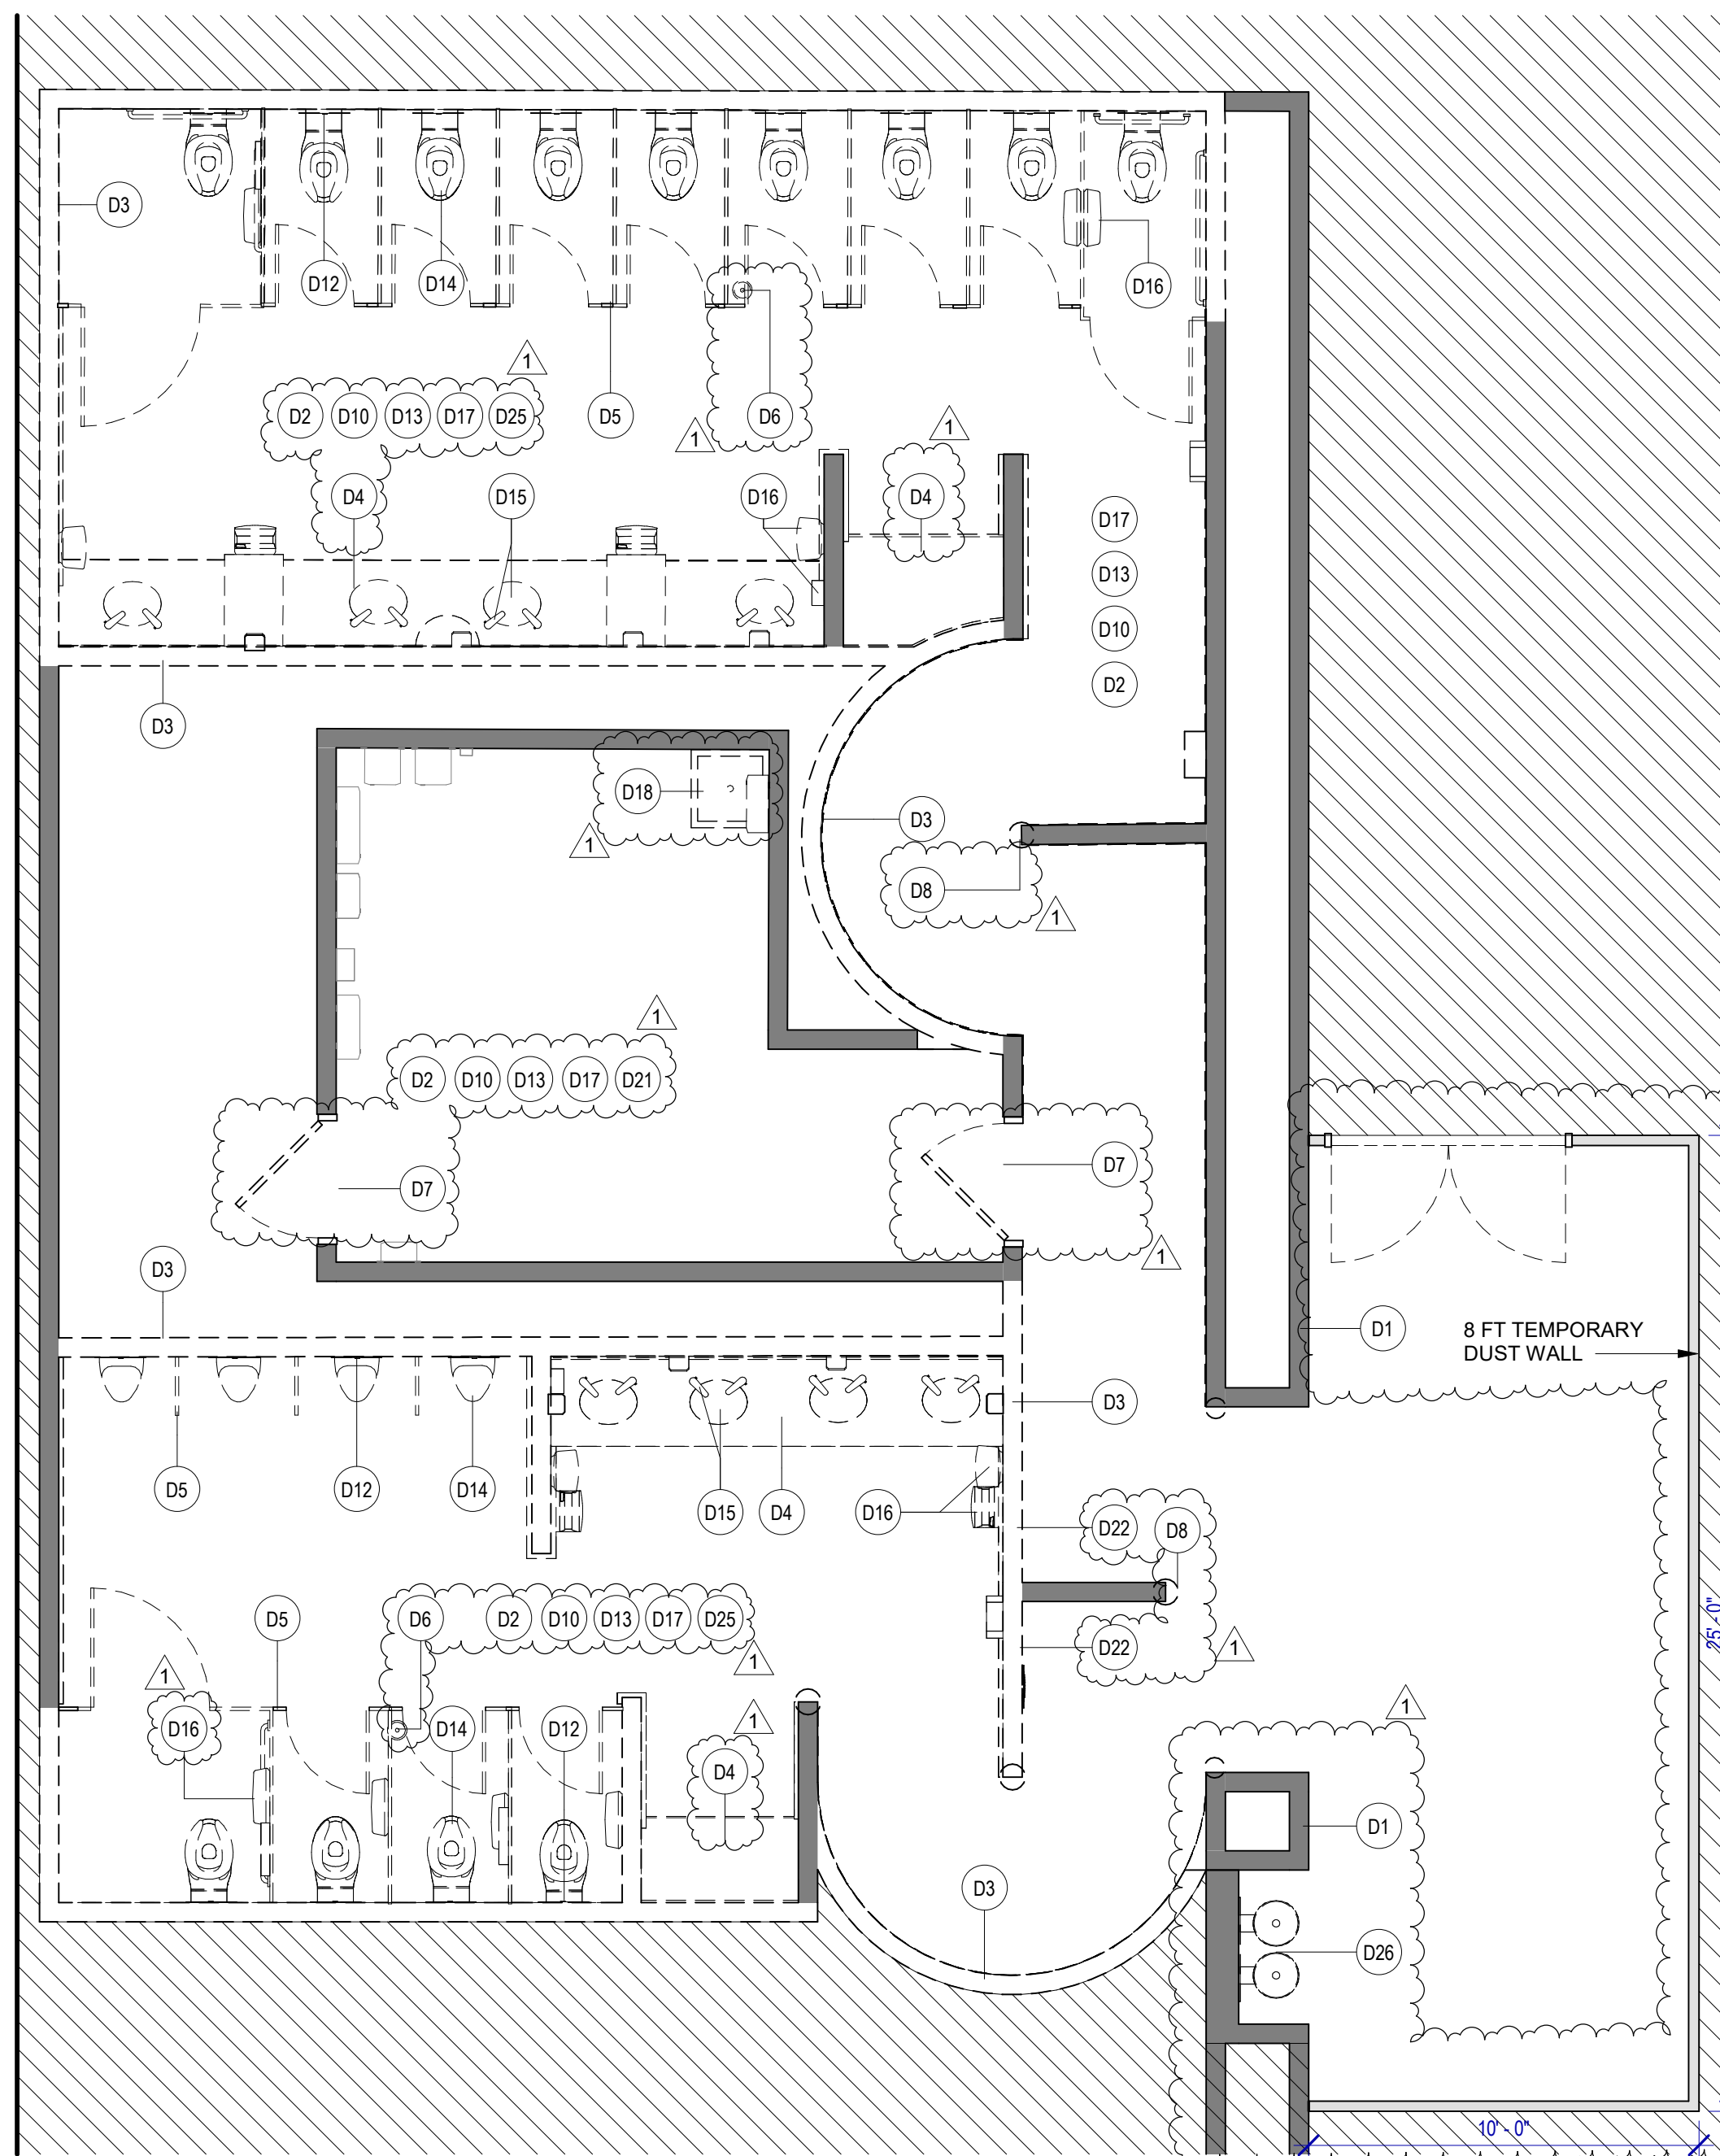 D3
D12
D14
D16
1
D2 D10 D13 D17 D25
D5
1
D6
1
D4
D15
D16
D4
D17
D13
D10
D2
D3
D18
1
D3
D8
1
1
D2 D10 D13 D17 D21
D7
D7
1
D3
D1
8 FT TEMPORARY
DUST WALL
D3
D5
D12
D14
D15
D4
D16
D22
D8
D5
D6
D2 D10 D13 D17 D25
D22
1
1
25' - 0"
1
D16
D14
D12
1
D4
1
D1
D3
D26
10' - 0"